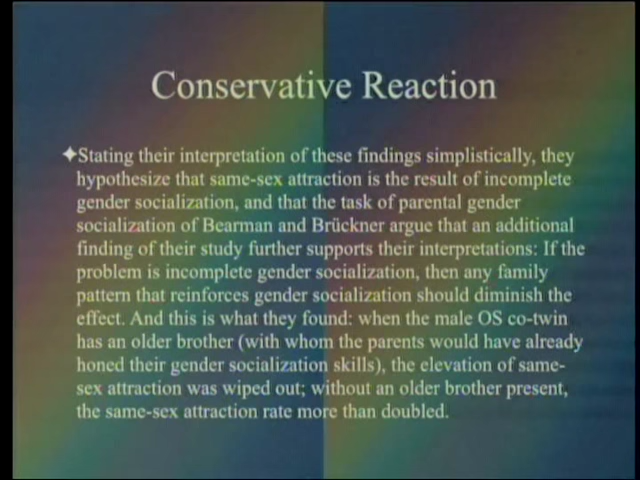 Conservative Reaction
✦Stating their interpretation of these findings simplistically, they
hypothesize that same-sex attraction is the result of incomplete
gender socialization, and that the task of parental gender
socialization of Bearman and Brückner argue that an additional
finding of their study further supports their interpretations: If the
problem is incomplete gender socialization, then any family
pattern that reinforces gender socialization should diminish the
effect. And this is what they found: when the male OS co-twin
has an older brother (with whom the parents would have already
honed their gender socialization skills), the elevation of same-
sex attraction was wiped out; without an older brother present,
the same-sex attraction rate more than doubled.